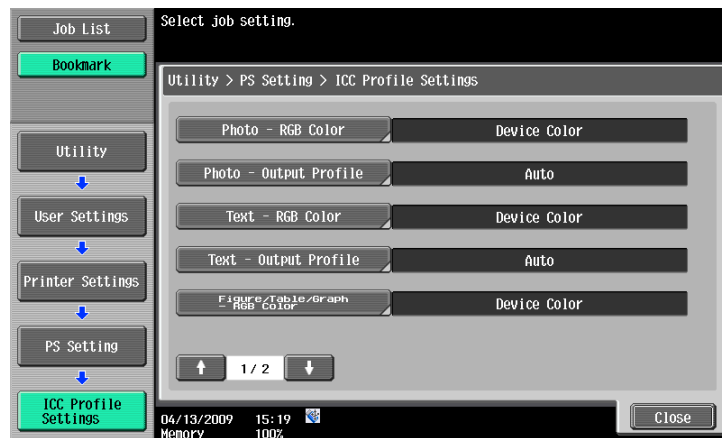 Job List
Select job setting.
Bookmark
Utility > PS Setting > ICC Profile Settings
Photo - RGB Color
Device Color
Utility
Photo - Output Profile
Auto
User Settings
Text - RGB Color
Device Color
Text - Output Profile
Auto
Printer Settings
Figure/Table/Graph
- RGB Color
Device Color
PS Setting
1/ 2
ICC Profile
Settings
04/13/2009 15:19
Memory 100%
Close